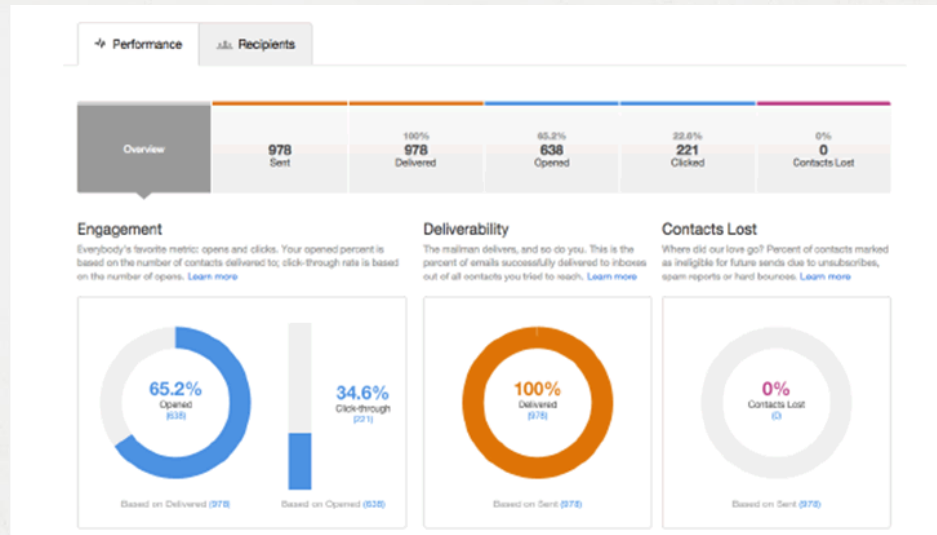 Performance
Recipients
Overview
978
Sent
100%
978
Delivered
65.2%
638
Opened
22.6%
221
Clicked
0%
0
Contacts Lost
Engagement
Everybody's favorite metric: opens and clicks. Your opened percent is
based on the number of contacts delivered to; click-through rate is based
on the number of opens. Learn more
Deliverability
The mailman delivers, and so do you. This is the
percent of emails successfully delivered to inboxes
out of all contacts you tried to reach. Learn more
Contacts Lost
Where did our love go? Percent of contacts marked
as ineligible for future sends due to unsubscribes,
spam reports or hard bounces. Learn more
65.2%
Opened
(638)
34.6%
Click-through
(221)
Based on Delivered (978)
Based on Opened (638)
100%
Delivered
(978)
Based on Sent (978)
0%
Contacts Lost
(0)
Based on Sent (978)